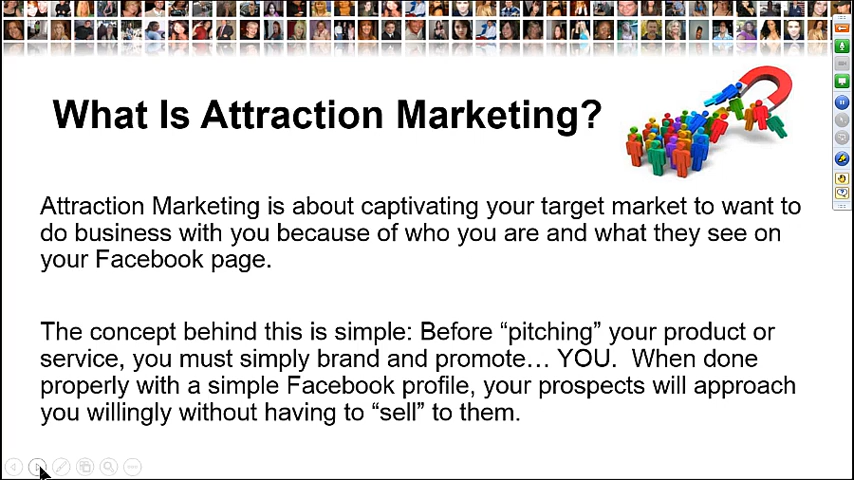 What Is Attraction Marketing?
Attraction Marketing is about captivating your target market to want to
do business with you because of who you are and what they see on
your Facebook page.
The concept behind this is simple: Before “pitching” your product or
service, you must simply brand and promote… YOU.  When done
properly with a simple Facebook profile, your prospects will approach
you willingly without having to “sell” to them.